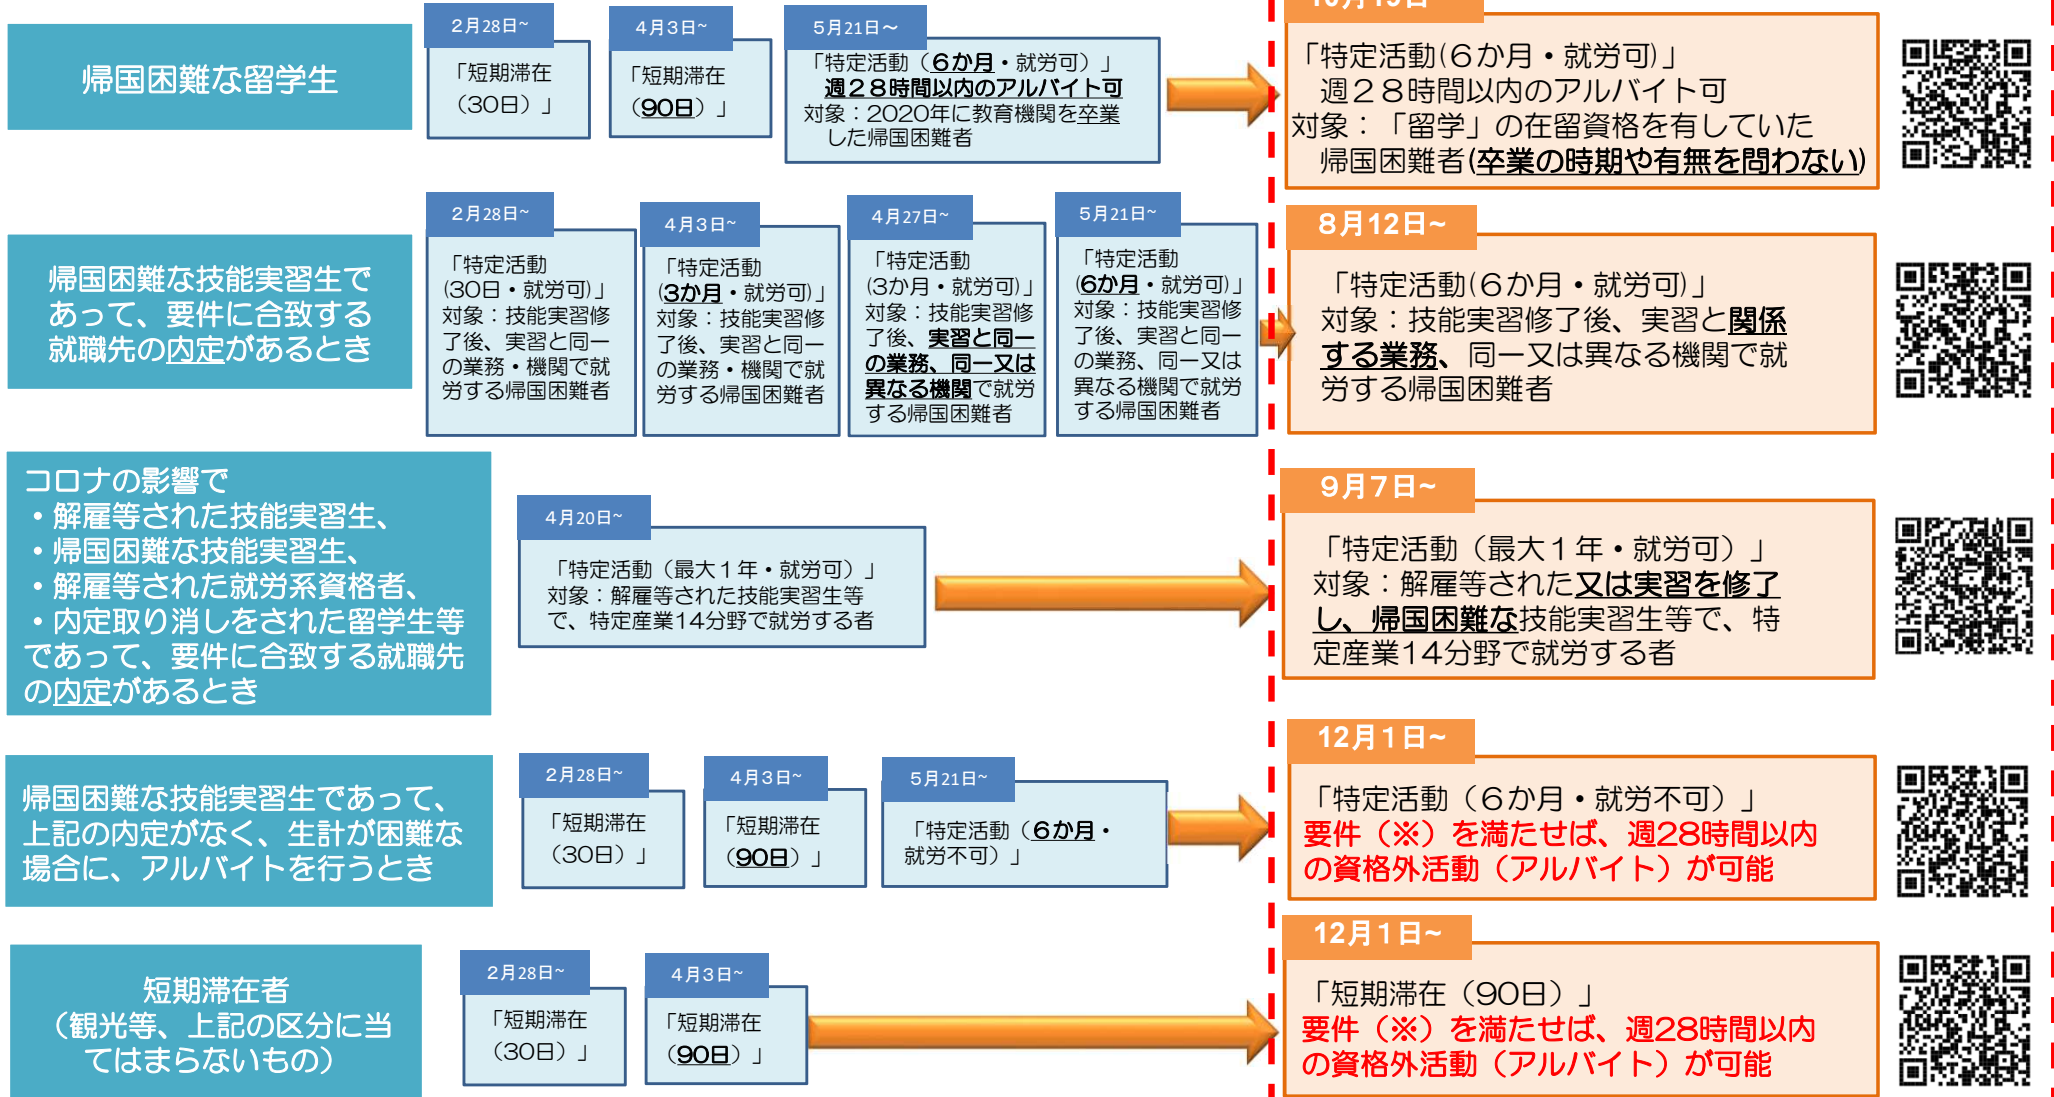 帰国困難な留学生
2月28日~
「短期滞在
（30日）」
4月3日~
「短期滞在
（90日）」
5月21日～
「特定活動（6か月・就労可）」
週２８時間以内のアルバイト可
対象：2020年に教育機関を卒業
した帰国困難者
10月19日~
「特定活動(６か月・就労可)」
週２８時間以内のアルバイト可
対象：「留学」の在留資格を有していた
帰国困難者(卒業の時期や有無を問わない)
帰国困難な技能実習生で
あって、要件に合致する
就職先の内定があるとき
2月28日~
「特定活動
(30日・就労可)」
対象：技能実習修
了後、実習と同一
の業務・機関で就
労する帰国困難者
4月3日~
「特定活動
(3か月・就労可)」
対象：技能実習修
了後、実習と同一
の業務・機関で就
労する帰国困難者
4月27日~
「特定活動
(3か月・就労可)」
対象：技能実習修
了後、実習と同一
の業務、同一又は
異なる機関で就労
する帰国困難者
5月21日~
「特定活動
(6か月・就労可)」
対象：技能実習修
了後、実習と同一
の業務、同一又は
異なる機関で就労
する帰国困難者
８月12日~
「特定活動(６か月・就労可)」
対象：技能実習修了後、実習と関係
する業務、同一又は異なる機関で就
労する帰国困難者
コロナの影響で
・解雇等された技能実習生、
・帰国困難な技能実習生、
・解雇等された就労系資格者、
・内定取り消しをされた留学生等
であって、要件に合致する就職先
の内定があるとき
4月20日~
「特定活動（最大１年・就労可）」
対象：解雇等された技能実習生等
で、特定産業14分野で就労する者
９月７日~
「特定活動（最大１年・就労可）」
対象：解雇等された又は実習を修了
し、帰国困難な技能実習生等で、特
定産業14分野で就労する者
帰国困難な技能実習生であって、
上記の内定がなく、生計が困難な
場合に、アルバイトを行うとき
2月28日~
「短期滞在
（30日）」
4月3日~
「短期滞在
（90日）」
5月21日~
「特定活動（6か月・
就労不可）」
12月１日~
「特定活動（６か月・就労不可）」
要件（※）を満たせば、週28時間以内
の資格外活動（アルバイト）が可能
短期滞在者
（観光等、上記の区分に当
てはまらないもの）
2月28日~
「短期滞在
（30日）」
4月3日~
「短期滞在
（90日）」
12月１日~
「短期滞在（90日）」
要件（※）を満たせば、週28時間以内
の資格外活動（アルバイト）が可能